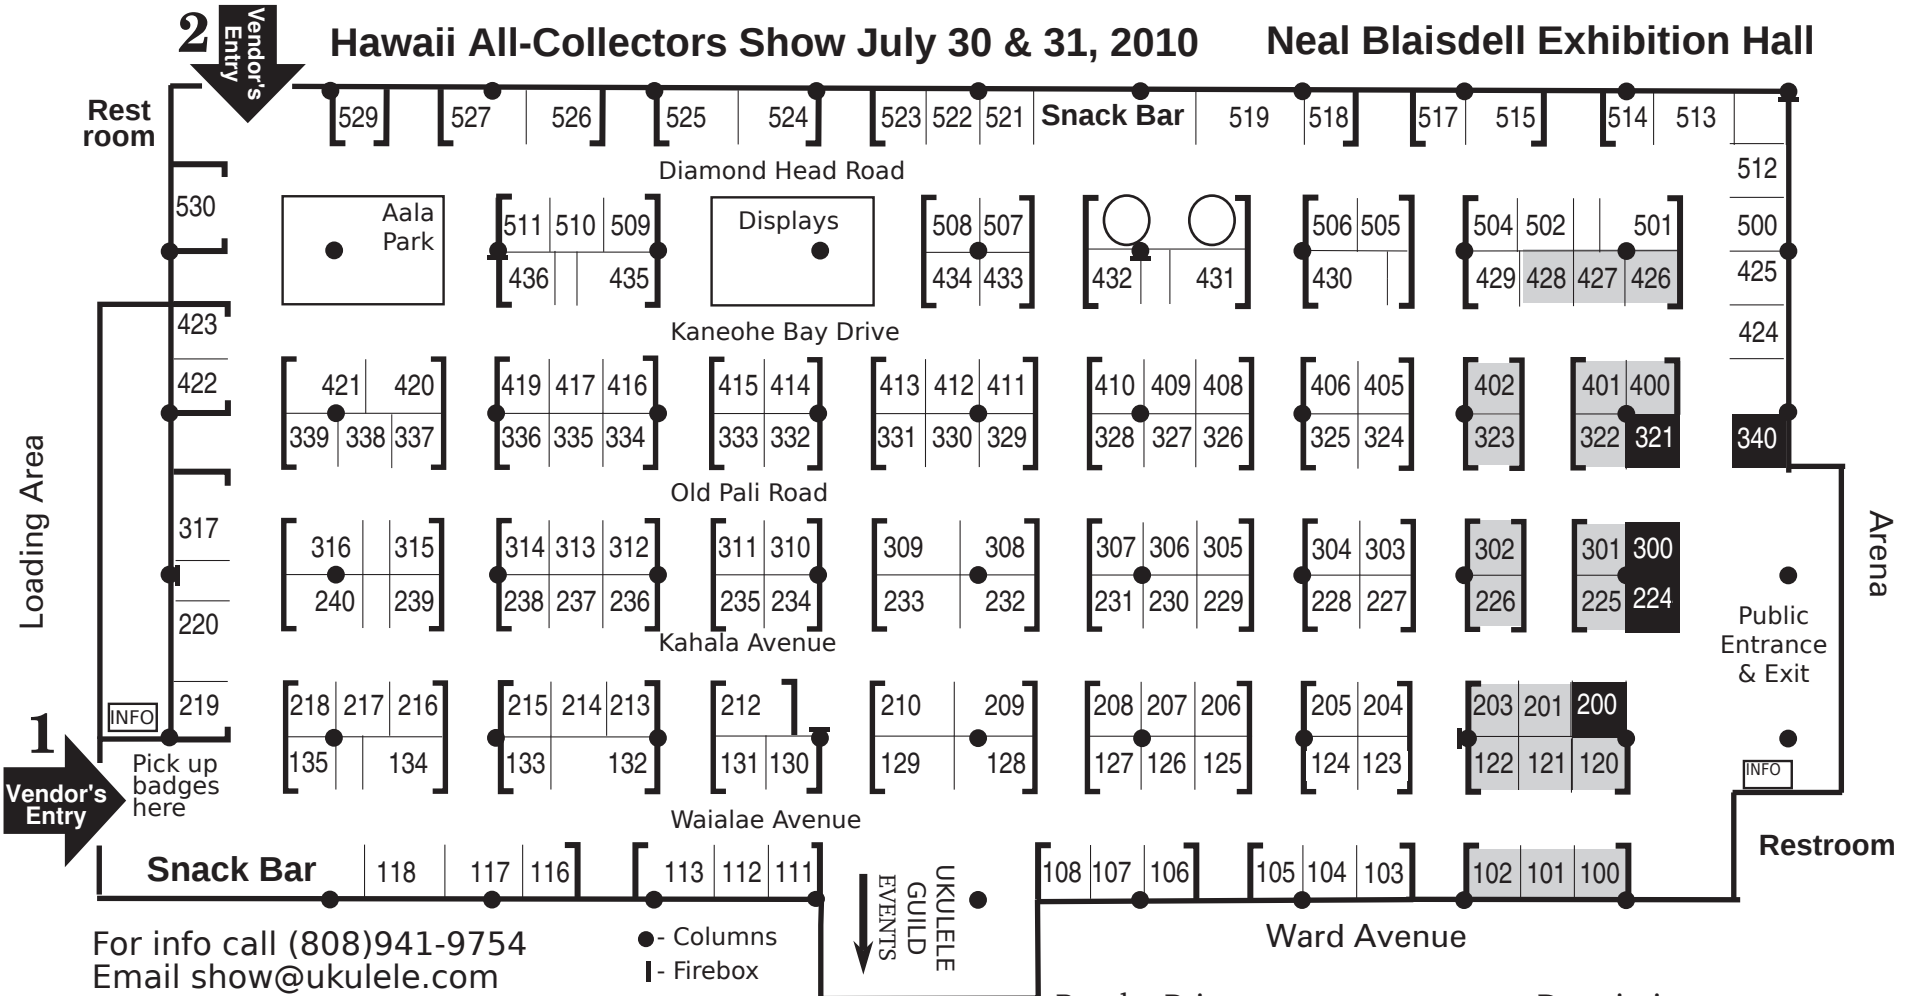 2
Vendor's
Entry
Hawaii All-Collectors Show July 30 & 31, 2010
Neal Blaisdell Exhibition Hall
Rest
room
529 527 526 525 524 523 522 521 Snack Bar 519 518 517 515 514 513
Diamond Head Road
512
530
Aala
Park
511 510 509
Displays
508 507
506 505
504 502 501
500
436 435
434 433
432 431
430
429 428 427 426
425
423
Kaneohe Bay Drive
424
422
421 420
419 417 416
415 414
413 412 411
410 409 408
406 405
402
401 400
339 338 337
336 335 334
333 332
331 330 329
328 327 326
325 324
323
322 321
340
Loading Area
Old Pali Road
317
316 315
314 313 312
311 310
309 308
307 306 305
304 303
302
301 300
Arena
220
240 239
238 237 236
235 234
233 232
231 230 229
228 227
226
225 224
Public
Entrance
& Exit
Kahala Avenue
INFO
219
218 217 216
215 214 213
212
210 209
208 207 206
205 204
203 201 200
1
Vendor's
Entry
Pick up
badges
here
135 134
133 132
131 130
129 128
127 126 125
124 123
122 121 120
INFO
Waialae Avenue
Restroom
Snack Bar
118 117 116
113 112 111
108 107 106
105 104 103
102 101 100
UKULELE
GUILD
EVENTS
Ward Avenue
For info call (808)941-9754
Email show@ukulele.com
- Columns
- Firebox